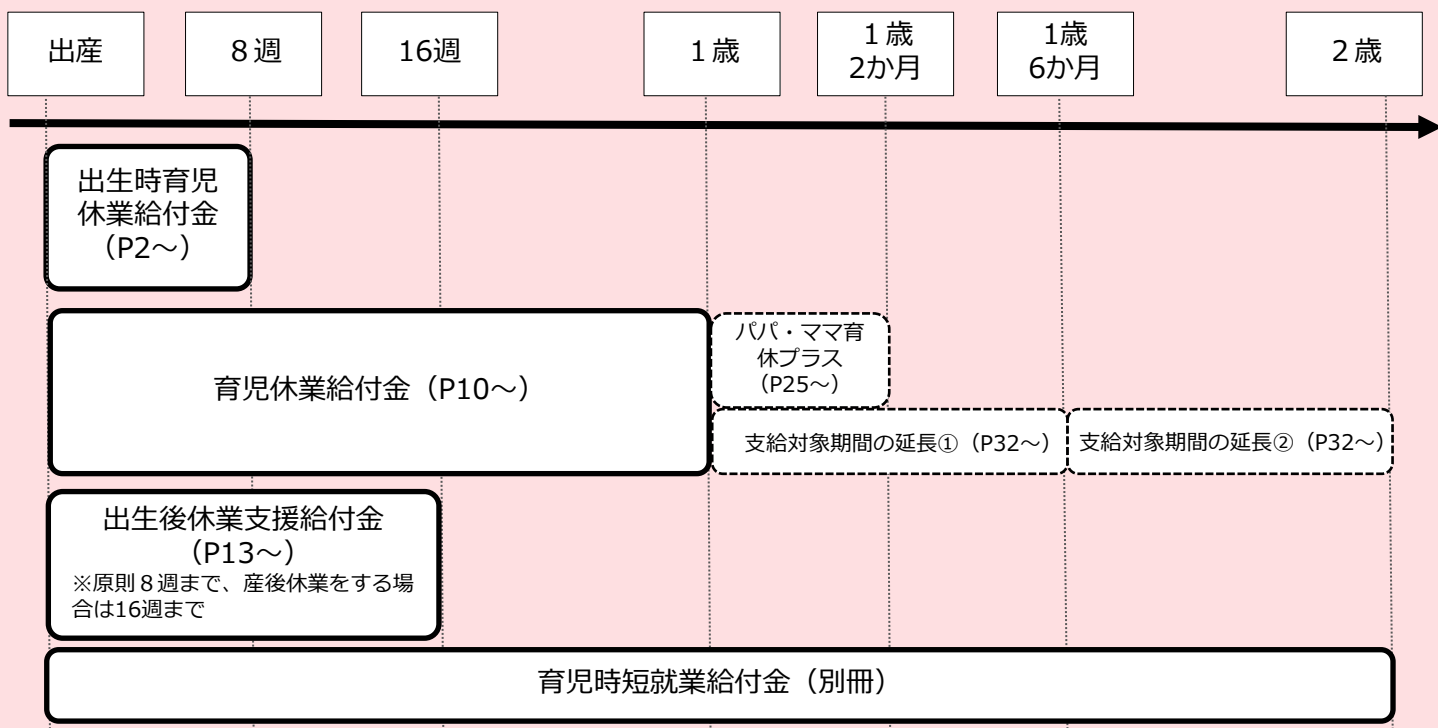 出産
８週
16週
１歳
１歳
2か月
1歳
6か月
２歳
出生時育児
休業給付金
（P2～）
育児休業給付金（P10～）
パパ・ママ育
休プラス
（P25～）
支給対象期間の延長①（P32～）
支給対象期間の延長②（P32～）
出生後休業支援給付金
（P13～）
※原則８週まで、産後休業をする場
合は16週まで
育児時短就業給付金（別冊）